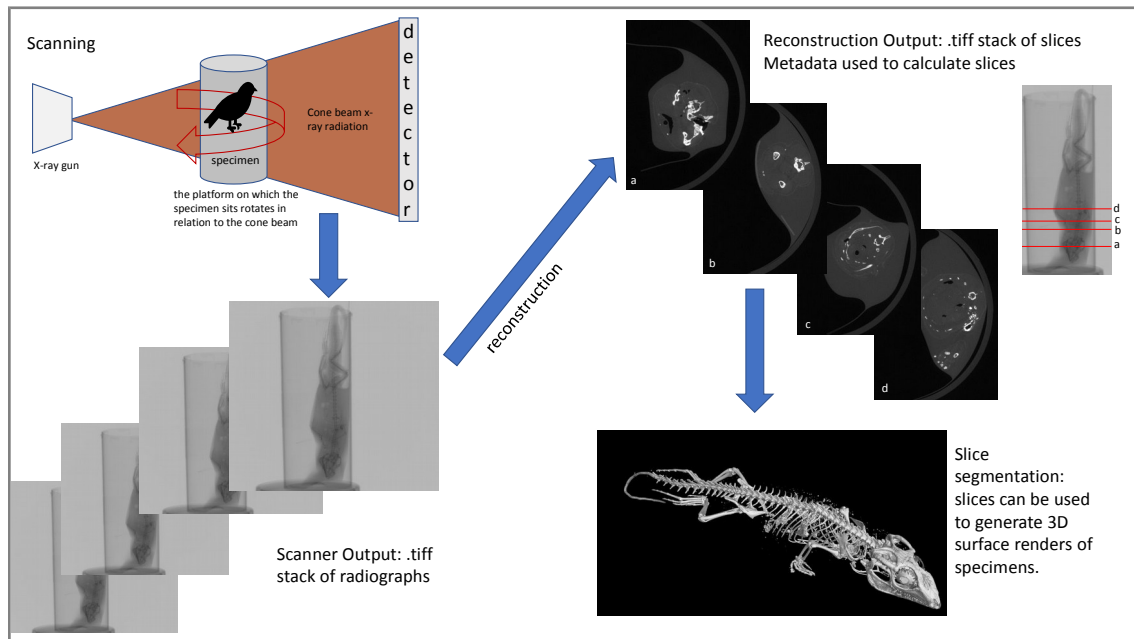 Scanning
X-ray gun
specimen
Cone beam x-
ray radiation
detector
the platform on which the
specimen sits rotates in
relation to the cone beam
Scanner Output: .tiff
stack of radiographs
reconstruction
Reconstruction Output: .tiff stack of slices
Metadata used to calculate slices
a
b
c
d
d
c
b
a
Slice
segmentation:
slices can be used
to generate 3D
surface renders of
specimens.